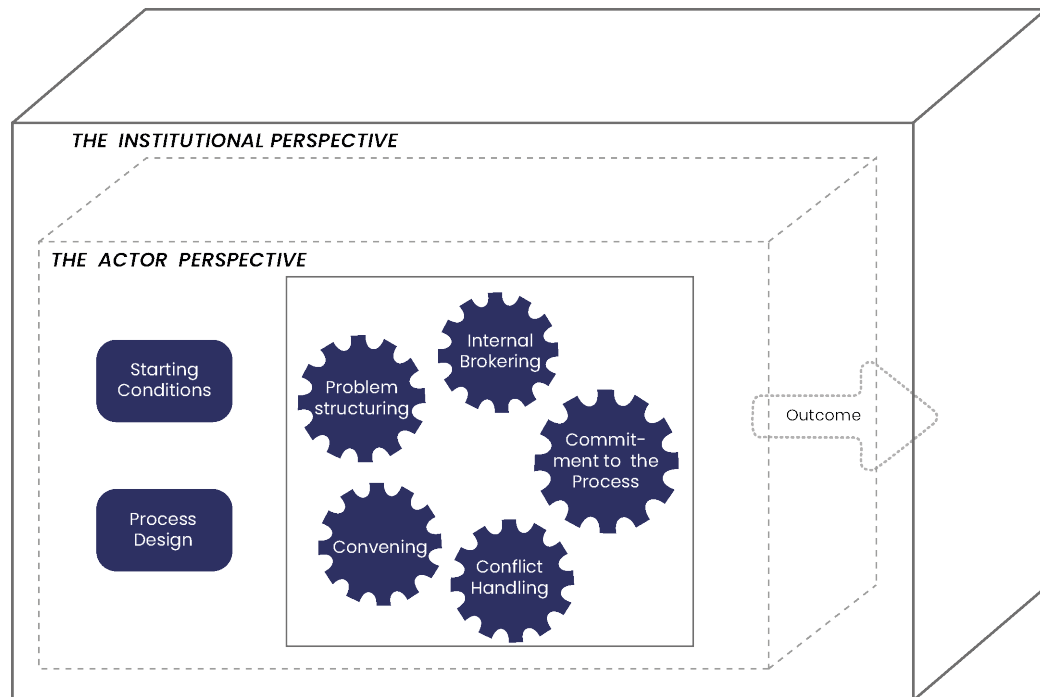 THE INSTITUTIONAL PERSPECTIVE
THE ACTOR PERSPECTIVE
Starting
Conditions
Process
Design
Problem
structuring
Internal
Brokering
Commit-
ment to the
Process
Convening
Conflict
Handling
Outcome